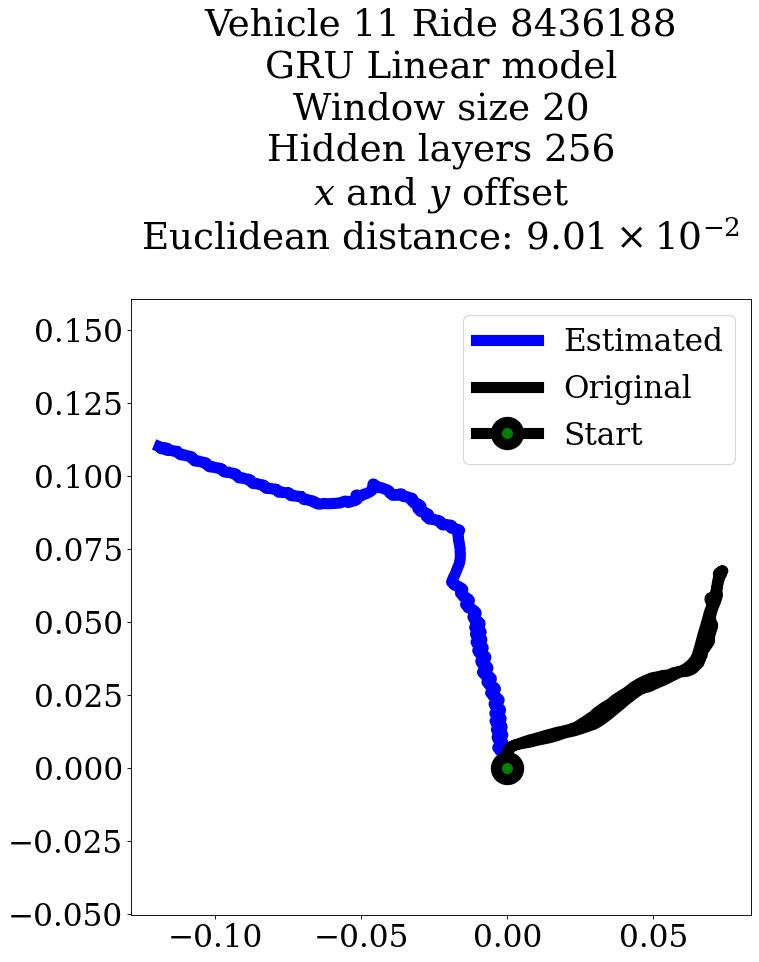 Vehicle 11 Ride 8436188
GRU Linear model
Window size 20
Hidden layers 256
x and y offset
Euclidean distance: 9.01 × 10⁻²
Estimated
Original
Start
0.150
0.125
0.100
0.075
0.050
0.025
0.000
−0.025
−0.050
−0.10 −0.05 0.00 0.05